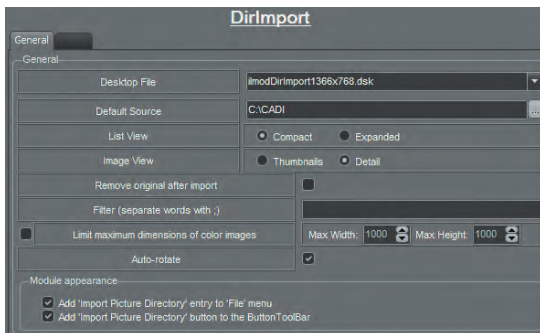 DirImport
General
General
Desktop File
ilmodDirImport1366x768.dsk
Default Source
C:\CADI
...
List View
Compact
Expanded
Image View
Thumbnails
Detail
Remove original after import
Filter (separate words with ;)
Limit maximum dimensions of color images
Max Width: 1000 Max Height: 1000
Auto-rotate
Module appearance
Add 'Import Picture Directory' entry to 'File' menu
Add 'Import Picture Directory' button to the ButtonToolBar